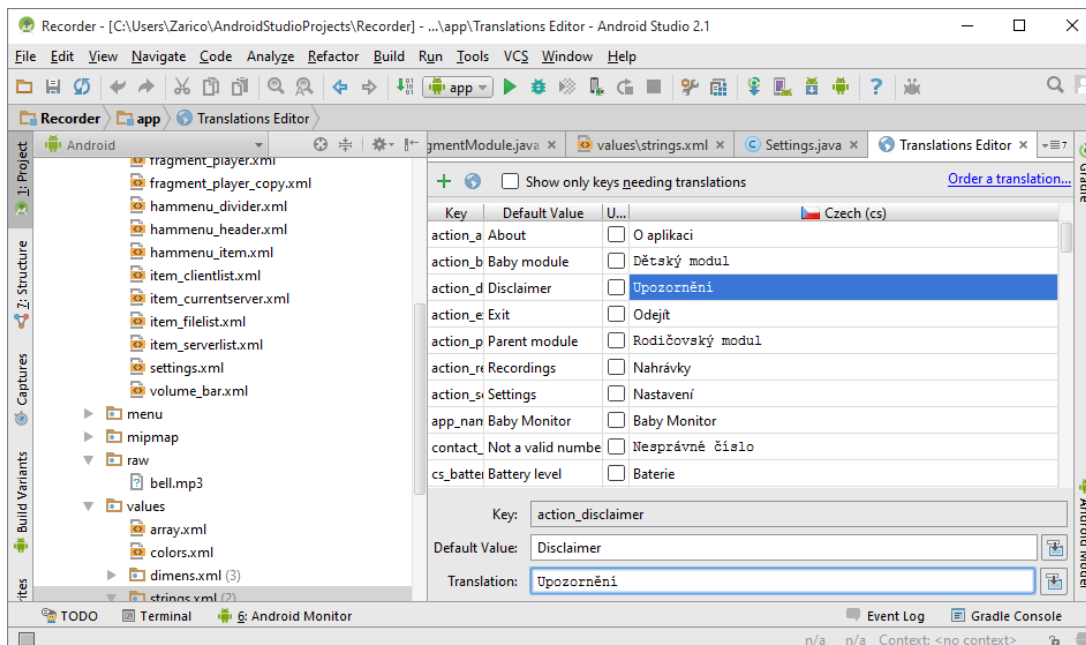 Recorder - [C:\Users\Zarico\AndroidStudioProjects\Recorder] - ...\app\Translations Editor - Android Studio 2.1
File Edit View Navigate Code Analyze Refactor Build Run Tools VCS Window Help
app
Recorder app Translations Editor
1: Project
7: Structure
Captures
Build Variants
Android
fragment_player.xml
fragment_player_copy.xml
hammenu_divider.xml
hammenu_header.xml
hammenu_item.xml
item_clientlist.xml
item_currentserver.xml
item_filelist.xml
item_serverlist.xml
settings.xml
volume_bar.xml
menu
mipmap
raw
bell.mp3
values
array.xml
colors.xml
dimens.xml (3)
strings.xml (2)
gmentModule.java values\strings.xml Settings.java Translations Editor 7
Show only keys needing translations Order a translation...
Key Default Value U... Czech (cs)
action_a About O aplikaci
action_b Baby module Dětský modul
action_d Disclaimer Upozornění
action_e Exit Odejít
action_p Parent module Rodičovský modul
action_re Recordings Nahrávky
action_se Settings Nastavení
app_nam Baby Monitor Baby Monitor
contact_ Not a valid numbe Nesprávné číslo
cs_batter Battery level Baterie
Key: action_disclaimer
Default Value: Disclaimer
Translation: Upozornění
Gradle
Android Model
TODO Terminal 6: Android Monitor Event Log Gradle Console
n/a n/a Context: <no context>